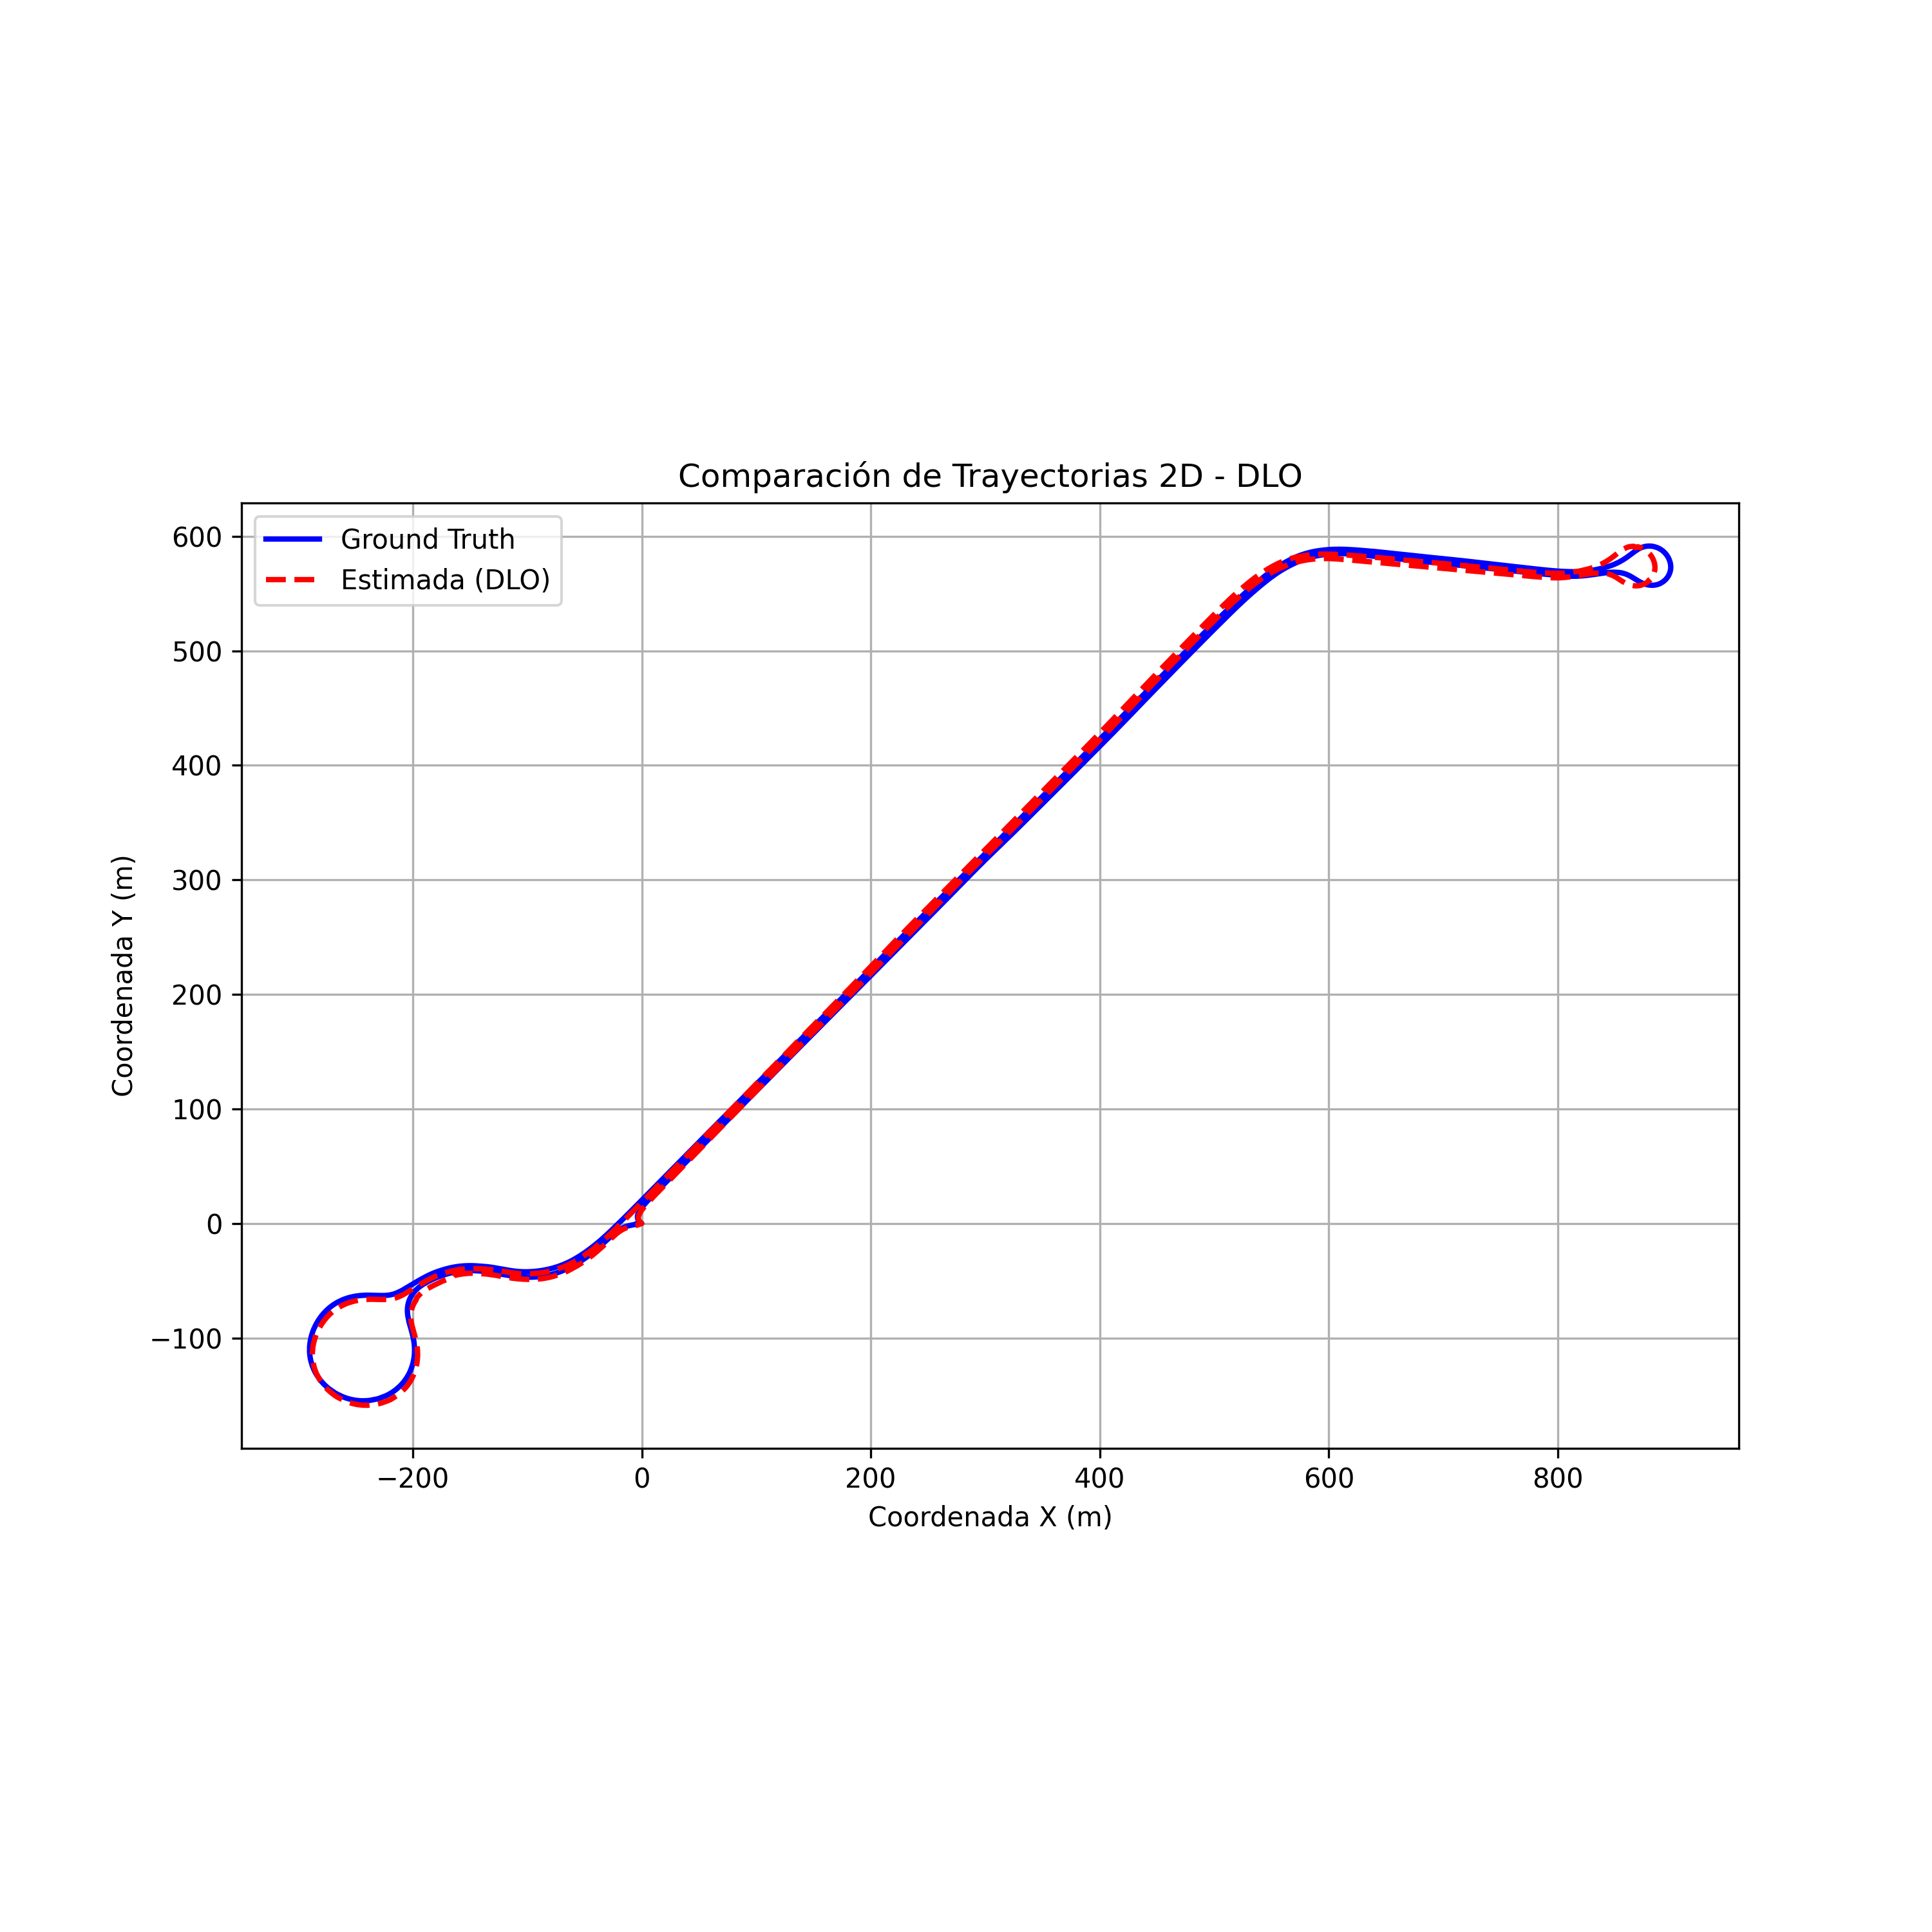 Comparación de Trayectorias 2D - DLO
Ground Truth
Estimada (DLO)
600
500
400
300
200
100
0
−100
Coordenada Y (m)
−200
0
200
400
600
800
Coordenada X (m)